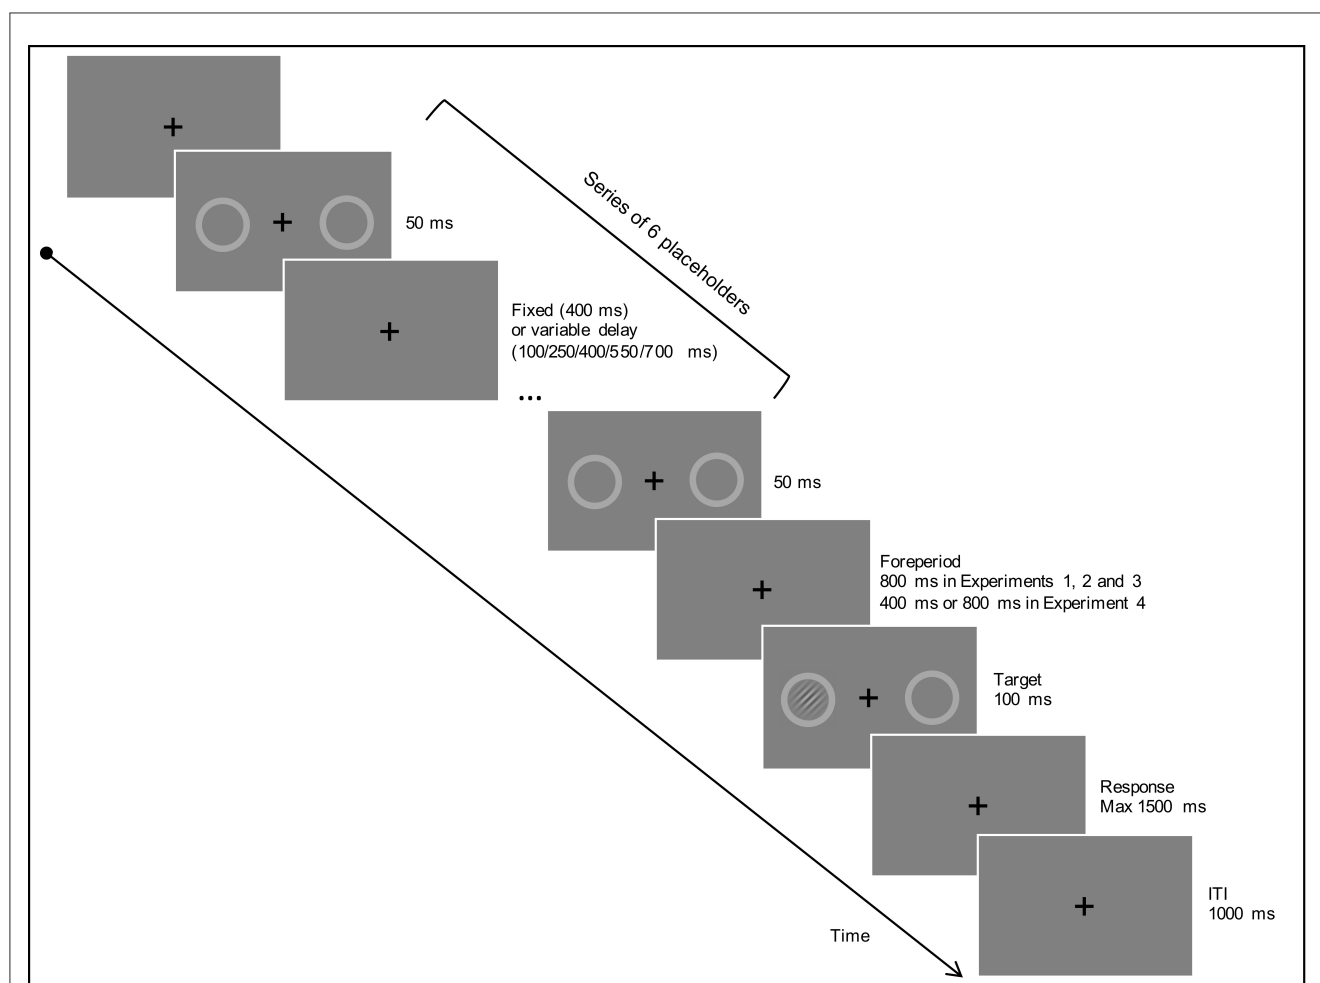 50 ms
Series of 6 placeholders
Fixed (400 ms)
or variable delay
(100/250/400/550/700 ms)
...
50 ms
Foreperiod
800 ms in Experiments 1, 2 and 3
400 ms or 800 ms in Experiment 4
Target
100 ms
Response
Max 1500 ms
ITI
1000 ms
Time